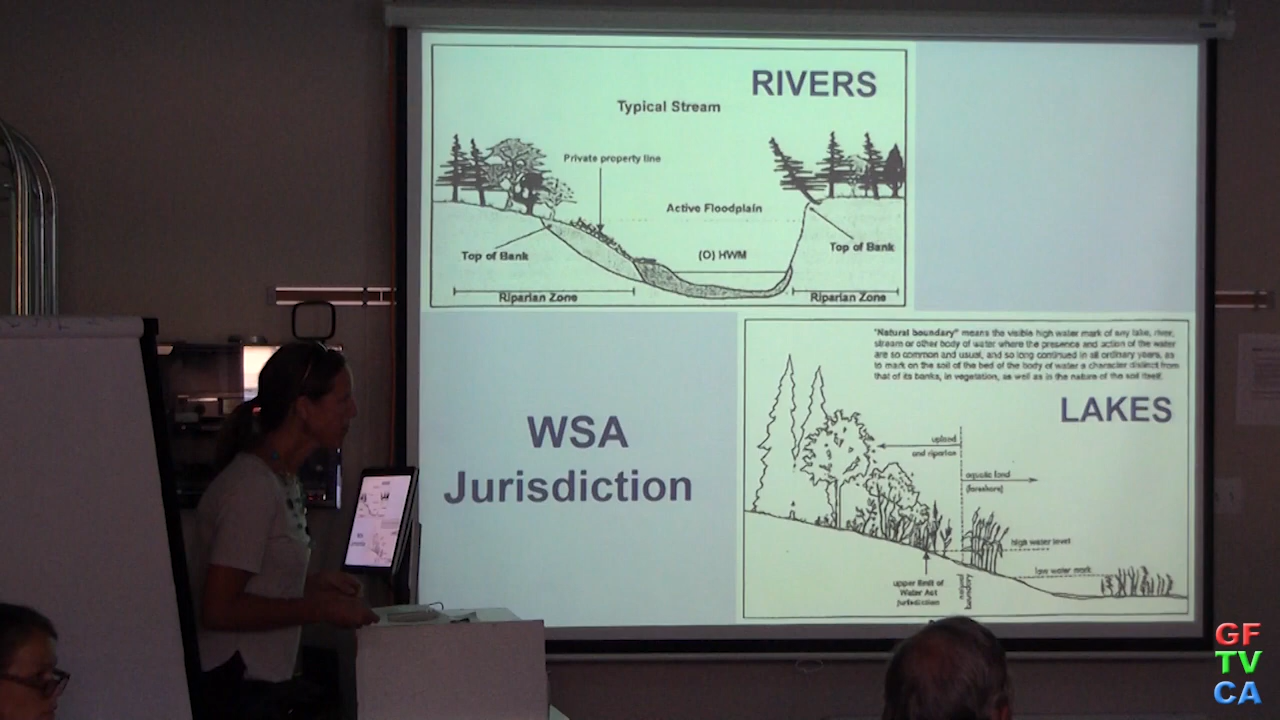 RIVERS
Typical Stream
Private property line
Active Floodplain
Top of Bank
(O) HWM
Top of Bank
Riparian Zone
Riparian Zone
WSA
Jurisdiction
"Natural boundary" means the visible high water mark of any lake, river,
stream or other body of water where the presence and action of the water
are so common and usual, and so long continued in all ordinary years, as
to mark on the soil of the bed of the body of water a character distinct from
that of its banks, in vegetation, as well as in the nature of the soil itself.
LAKES
upland
and riparian
aquatic land
(foreshore)
high water level
low water mark
upper limit of
Water Act
jurisdiction
natural
boundary
GF
TV
CA